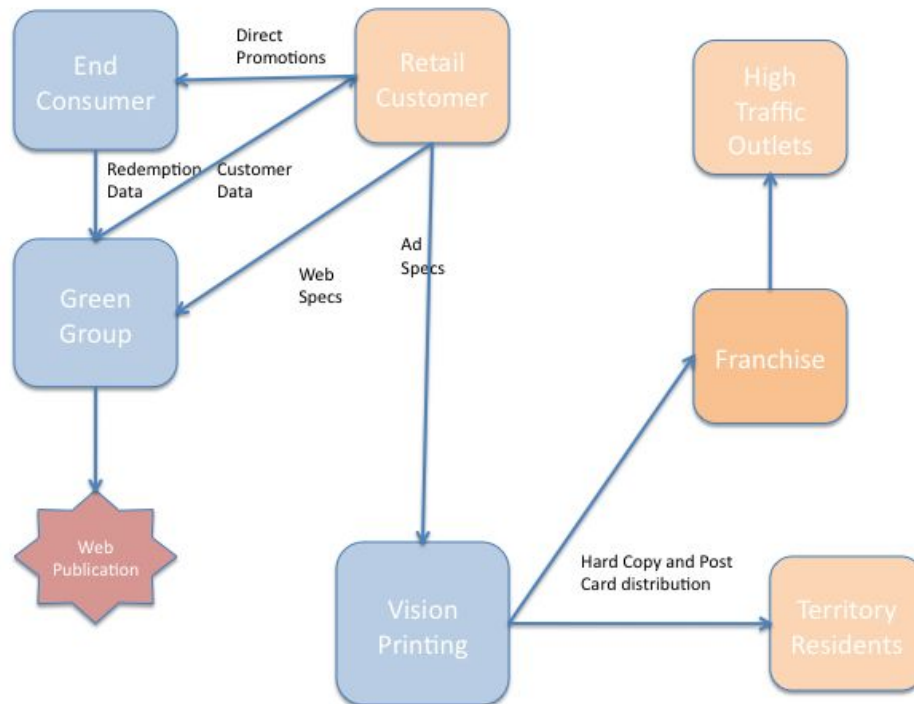 End
Consumer
Direct
Promotions
Retail
Customer
High
Traffic
Outlets
Redemption
Data
Customer
Data
Green
Group
Web
Specs
Ad
Specs
Franchise
Web
Publication
Vision
Printing
Hard Copy and Post
Card distribution
Territory
Residents